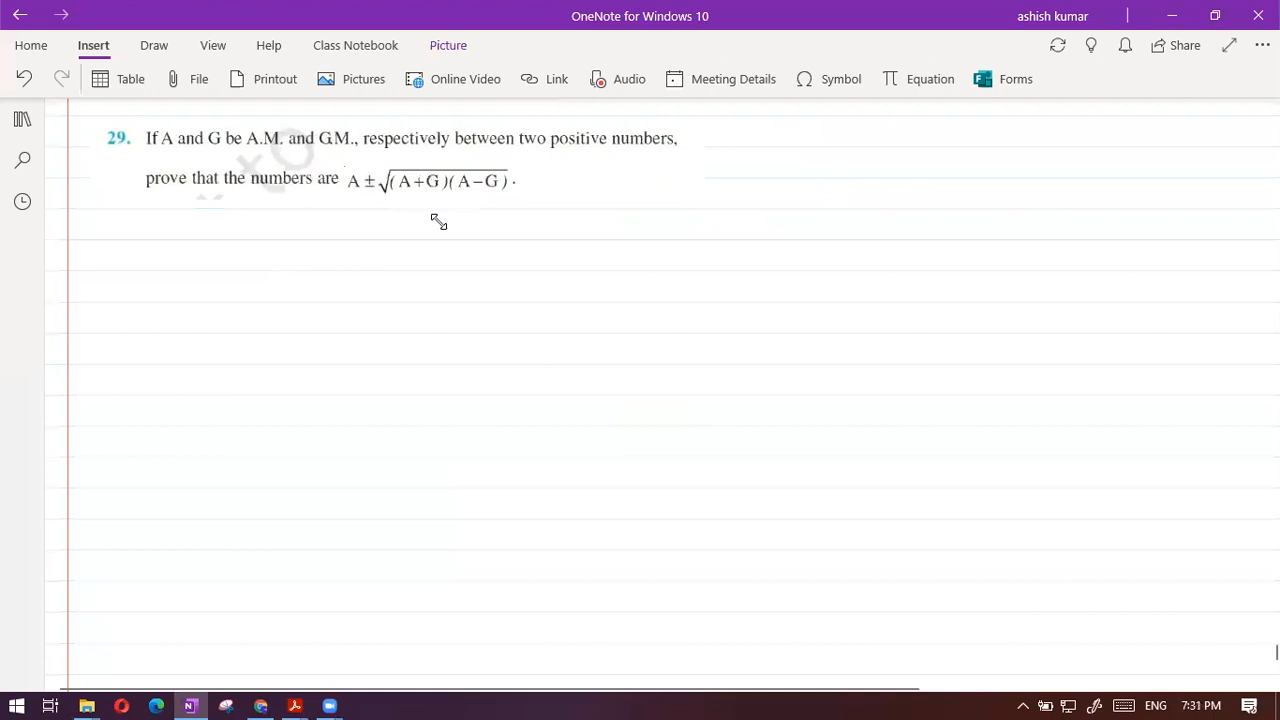 OneNote for Windows 10
ashish kumar
Home
Insert
Draw
View
Help
Class Notebook
Picture
Share
Table
File
Printout
Pictures
Online Video
Link
Audio
Meeting Details
Symbol
Equation
Forms
29. If A and G be A.M. and G.M., respectively between two positive numbers,
prove that the numbers are A ± √(A+G)(A−G) .
to
ENG
7:31 PM